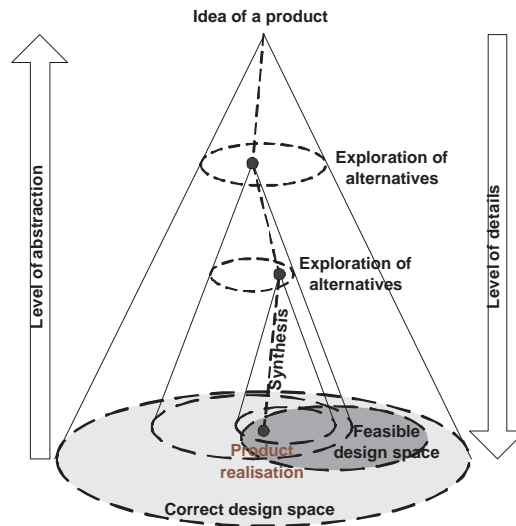 Idea of a product
Level of abstraction
Level of details
Exploration of
alternatives
Exploration of
alternatives
Synthesis
Feasible
design space
Product
realisation
Correct design space